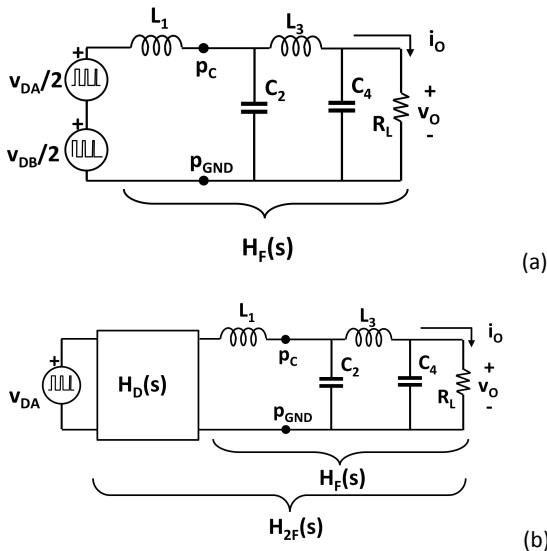 L1
L3
iO
+
pC
vDA/2
C2
C4
+
vO
-
RL
+
vDB/2
pGND
HF(s)
(a)
L1
L3
iO
+
pC
vDA
HD(s)
C2
C4
+
vO
-
RL
pGND
HF(s)
H2F(s)
(b)